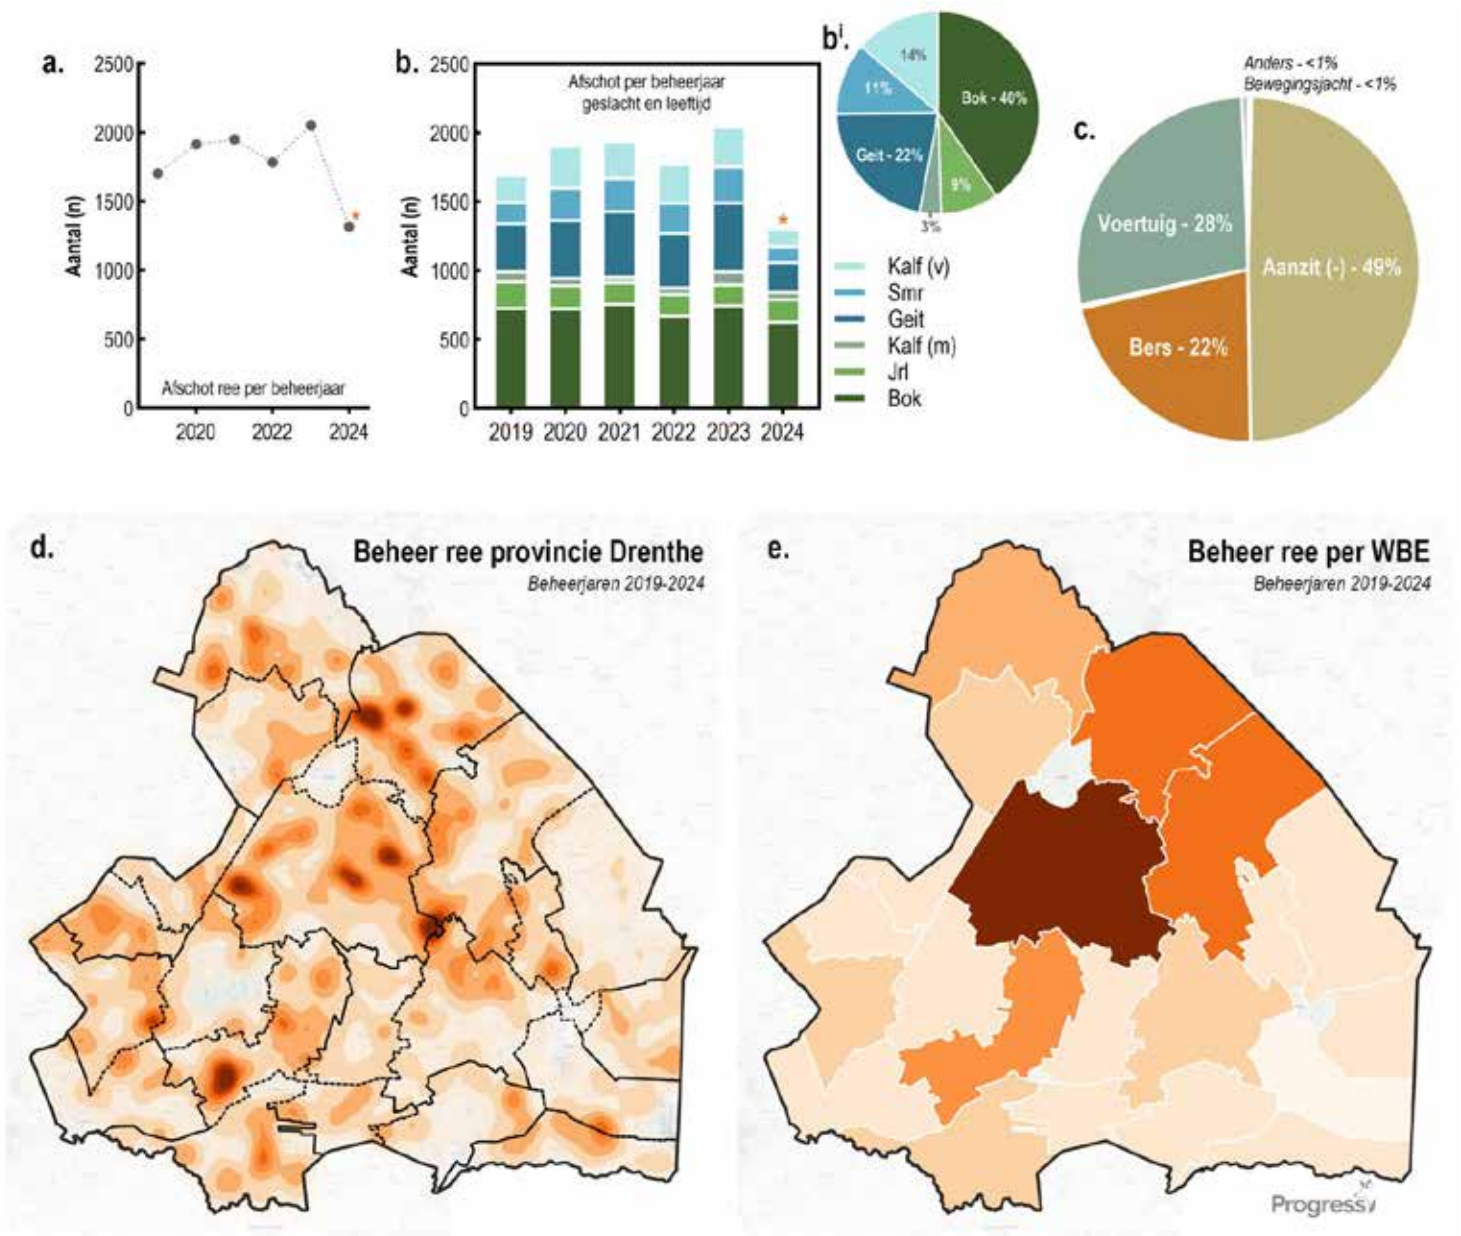 a.
2500
2000
1500
1000
500
0
Aantal (n)
Afschot ree per beheerjaar
2020
2022
2024
*
b.
2500
2000
1500
1000
500
0
Aantal (n)
Afschot per beheerjaar
geslacht en leeftijd
*
2019
2020
2021
2022
2023
2024
bi.
14%
11%
Bok - 40%
Geit - 22%
9%
3%
Kalf (v)
Smr
Geit
Kalf (m)
Jrl
Bok
c.
Anders - <1%
Bewegingsjacht - <1%
Voertuig - 28%
Aanzit (-) - 49%
Bers - 22%
d.
Beheer ree provincie Drenthe
Beheerjaren 2019-2024
e.
Beheer ree per WBE
Beheerjaren 2019-2024
Progress